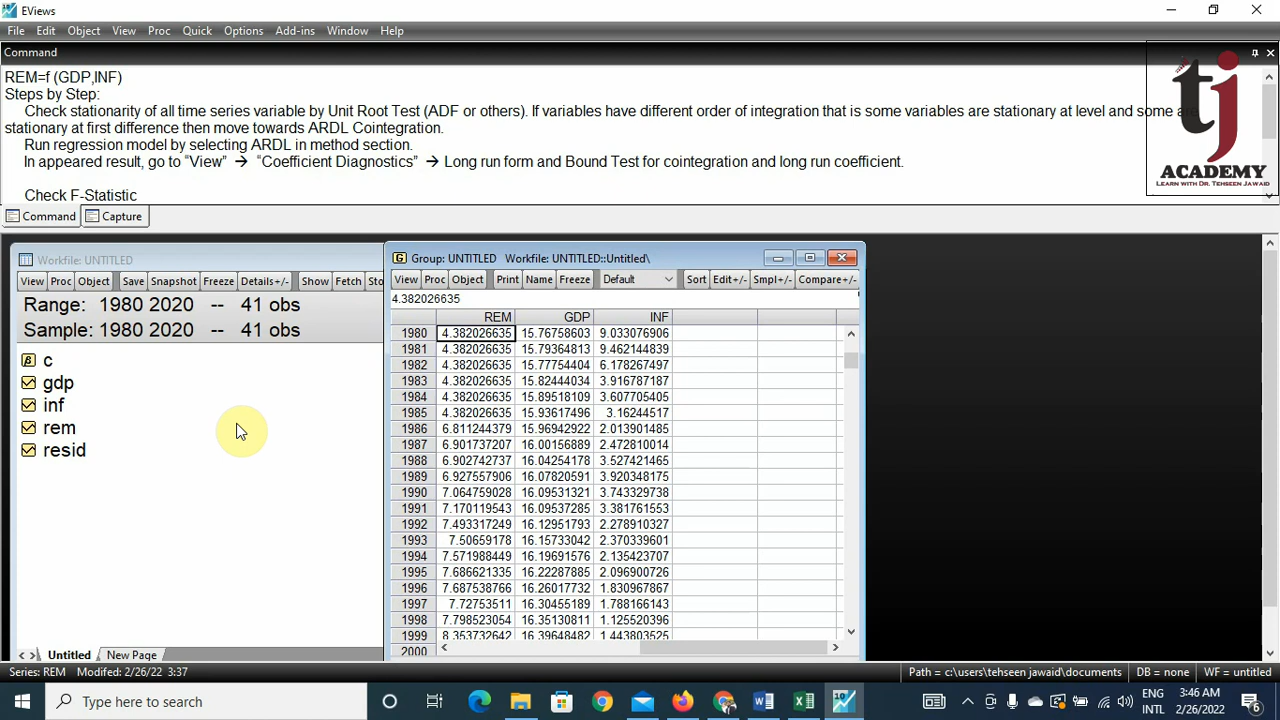 EViews
File Edit Object View Proc Quick Options Add-ins Window Help
Command
REM=f (GDP,INF)
Steps by Step:
Check stationarity of all time series variable by Unit Root Test (ADF or others). If variables have different order of integration that is some variables are stationary at level and some are
stationary at first difference then move towards ARDL Cointegration.
Run regression model by selecting ARDL in method section.
In appeared result, go to “View” → “Coefficient Diagnostics” → Long run form and Bound Test for cointegration and long run coefficient.
Check F-Statistic
tj
ACADEMY
LEARN WITH DR. TEHSEEN JAWAID
Command Capture
Workfile: UNTITLED
View Proc Object Save Snapshot Freeze Details+/- Show Fetch Sto
Range: 1980 2020 -- 41 obs
Sample: 1980 2020 -- 41 obs
c
gdp
inf
rem
resid
Untitled New Page
Group: UNTITLED Workfile: UNTITLED::Untitled\
View Proc Object Print Name Freeze Default Sort Edit+/- Smpl+/- Compare+/-
4.382026635
REM GDP INF
1980 4.382026635 15.76758603 9.033076906
1981 4.382026635 15.79364813 9.462144839
1982 4.382026635 15.77754404 6.178267497
1983 4.382026635 15.82444034 3.916787187
1984 4.382026635 15.89518109 3.607705405
1985 4.382026635 15.93617496 3.16244517
1986 6.811244379 15.96942922 2.013901485
1987 6.901737207 16.00156889 2.472810014
1988 6.902742737 16.04254178 3.527421465
1989 6.927557906 16.07820591 3.920348175
1990 7.064759028 16.09531321 3.743329738
1991 7.170119543 16.09537285 3.381761553
1992 7.493317249 16.12951793 2.278910327
1993 7.50659178 16.15733042 2.370339601
1994 7.571988449 16.19691576 2.135423707
1995 7.686621335 16.22287885 2.096900726
1996 7.687538766 16.26017732 1.830967867
1997 7.72753511 16.30455189 1.788166143
1998 7.798523054 16.35130811 1.125520396
1999 8.353732642 16.39648482 1.443803525
2000
Series: REM Modifed: 2/26/22 3:37
Path = c:\users\tehseen jawaid\documents DB = none WF = untitled
Type here to search
ENG
INTL
3:46 AM
2/26/2022
6